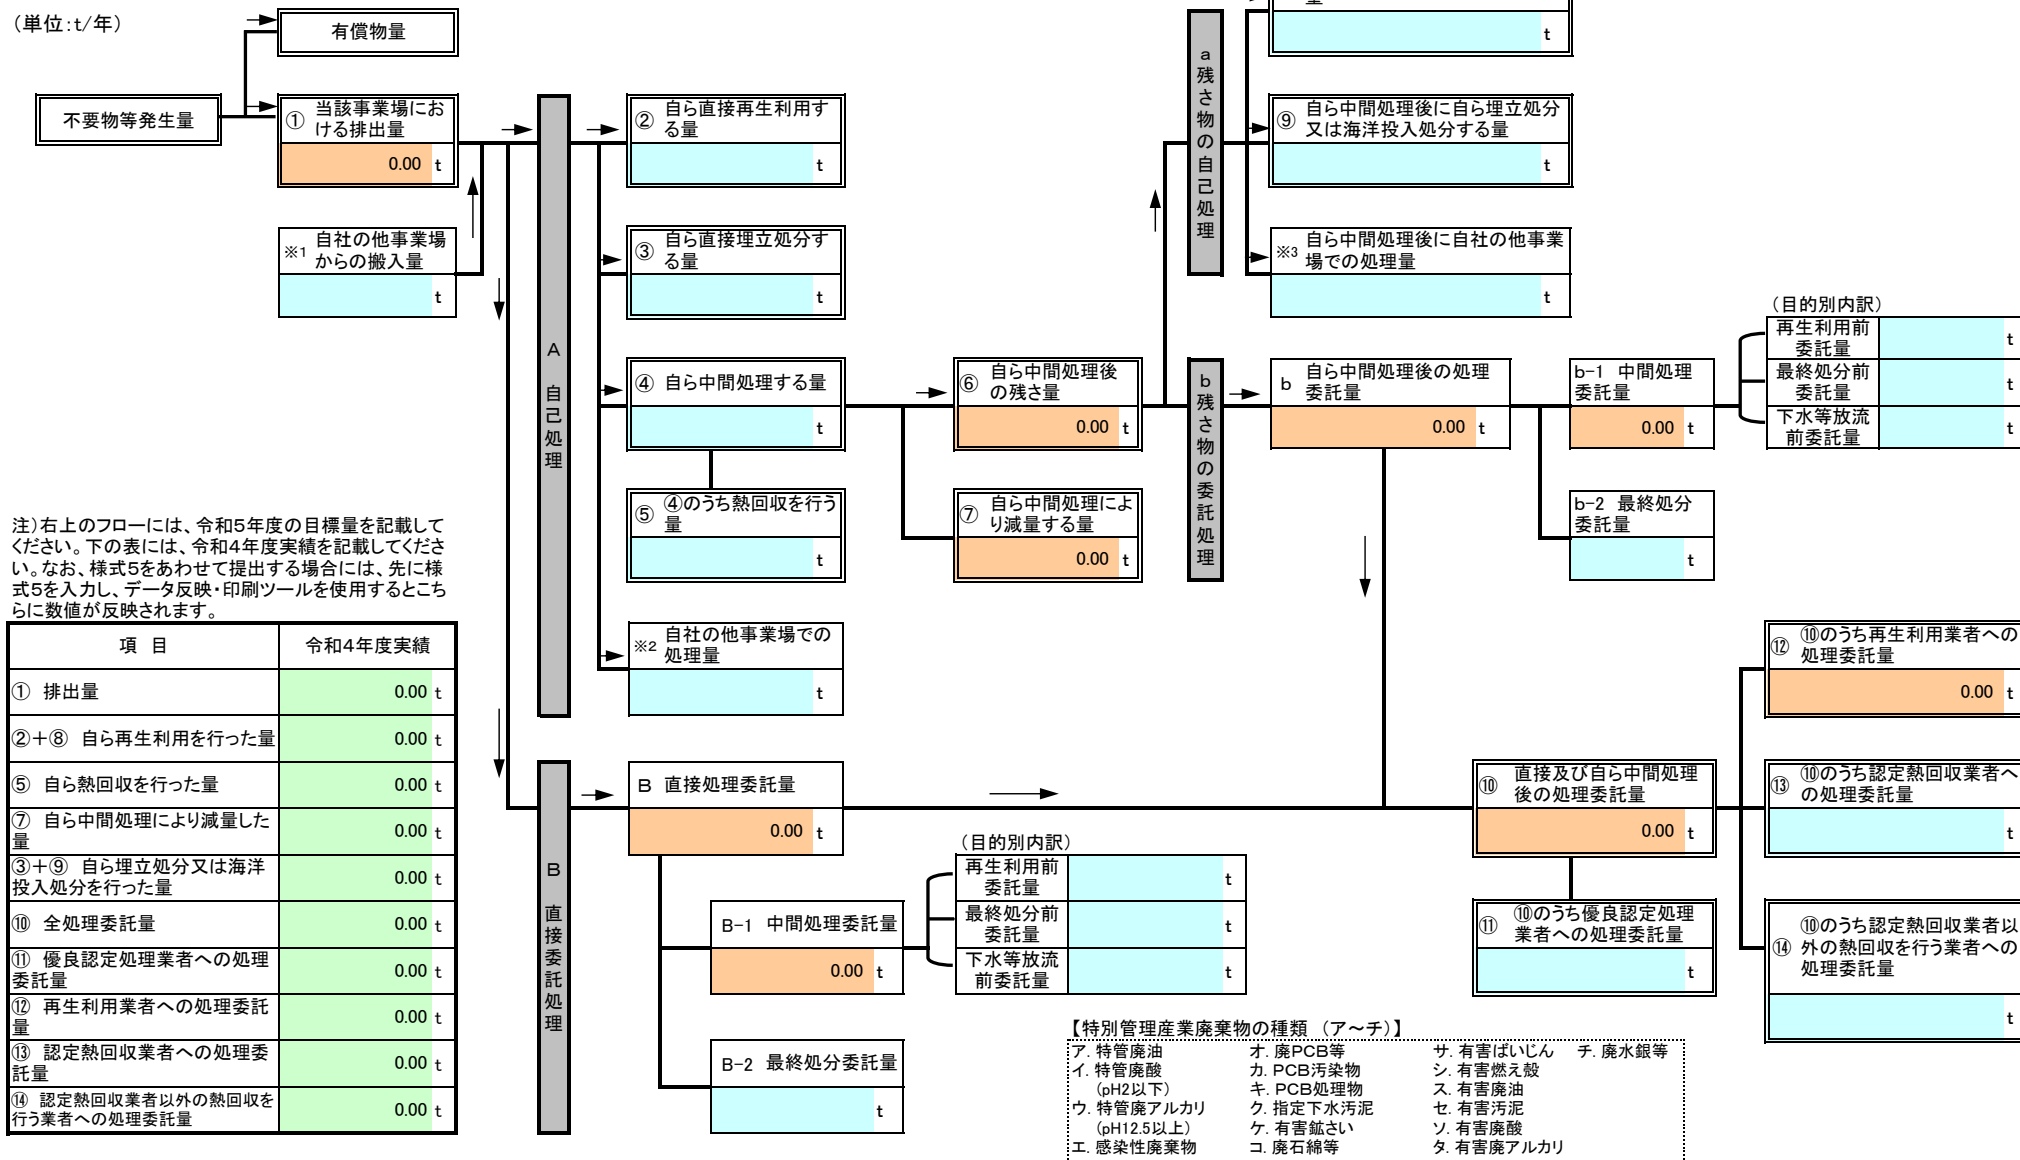 (単位:t/年)
有償物量
不要物等発生量
① 当該事業場にお
ける排出量
0.00 t
※1 自社の他事業場
からの搬入量
t
A 自己処理
② 自ら直接再生利用す
る量
t
③ 自ら直接埋立処分す
る量
t
④ 自ら中間処理する量
t
⑤ ④のうち熱回収を行う
量
t
※2 自社の他事業場での
処理量
t
⑥ 自ら中間処理後
の残さ量
0.00 t
⑦ 自ら中間処理によ
り減量する量
0.00 t
a 残さ物の自己処理
量
t
⑨ 自ら中間処理後に自ら埋立処分
又は海洋投入処分する量
t
※3 自ら中間処理後に自社の他事業
場での処理量
t
b 残さ物の委託処理
b 自ら中間処理後の処理
委託量
0.00 t
b-1 中間処理
委託量
0.00 t
b-2 最終処分
委託量
t
(目的別内訳)
再生利用前
委託量
t
最終処分前
委託量
t
下水等放流
前委託量
t
注)右上のフローには、令和5年度の目標量を記載して
ください。下の表には、令和4年度実績を記載してくださ
い。なお、様式5をあわせて提出する場合には、先に様
式5を入力し、データ反映・印刷ツールを使用するとこち
らに数値が反映されます。
項 目 令和4年度実績
① 排出量 0.00 t
②+⑧ 自ら再生利用を行った量 0.00 t
⑤ 自ら熱回収を行った量 0.00 t
⑦ 自ら中間処理により減量した
量 0.00 t
③+⑨ 自ら埋立処分又は海洋
投入処分を行った量 0.00 t
⑩ 全処理委託量 0.00 t
⑪ 優良認定処理業者への処理
委託量 0.00 t
⑫ 再生利用業者への処理委託
量 0.00 t
⑬ 認定熱回収業者への処理委
託量 0.00 t
⑭ 認定熱回収業者以外の熱回収を
行う業者への処理委託量 0.00 t
B 直接委託処理
B 直接処理委託量
0.00 t
B-1 中間処理委託量
0.00 t
B-2 最終処分委託量
t
(目的別内訳)
再生利用前
委託量
t
最終処分前
委託量
t
下水等放流
前委託量
t
⑩ 直接及び自ら中間処理
後の処理委託量
0.00 t
⑪ ⑩のうち優良認定処理
業者への処理委託量
t
⑫ ⑩のうち再生利用業者への
処理委託量
0.00 t
⑬ ⑩のうち認定熱回収業者へ
の処理委託量
t
⑭ ⑩のうち認定熱回収業者以
外の熱回収を行う業者への
処理委託量
t
【特別管理産業廃棄物の種類 (ア~チ)】
ア. 特管廃油 オ. 廃PCB等 サ. 有害ばいじん チ. 廃水銀等
イ. 特管廃酸 カ. PCB汚染物 シ. 有害燃え殻
(pH2以下) キ. PCB処理物 ス. 有害廃油
ウ. 特管廃アルカリ ク. 指定下水汚泥 セ. 有害汚泥
(pH12.5以上) ケ. 有害鉱さい ソ. 有害廃酸
エ. 感染性廃棄物 コ. 廃石綿等 タ. 有害廃アルカリ